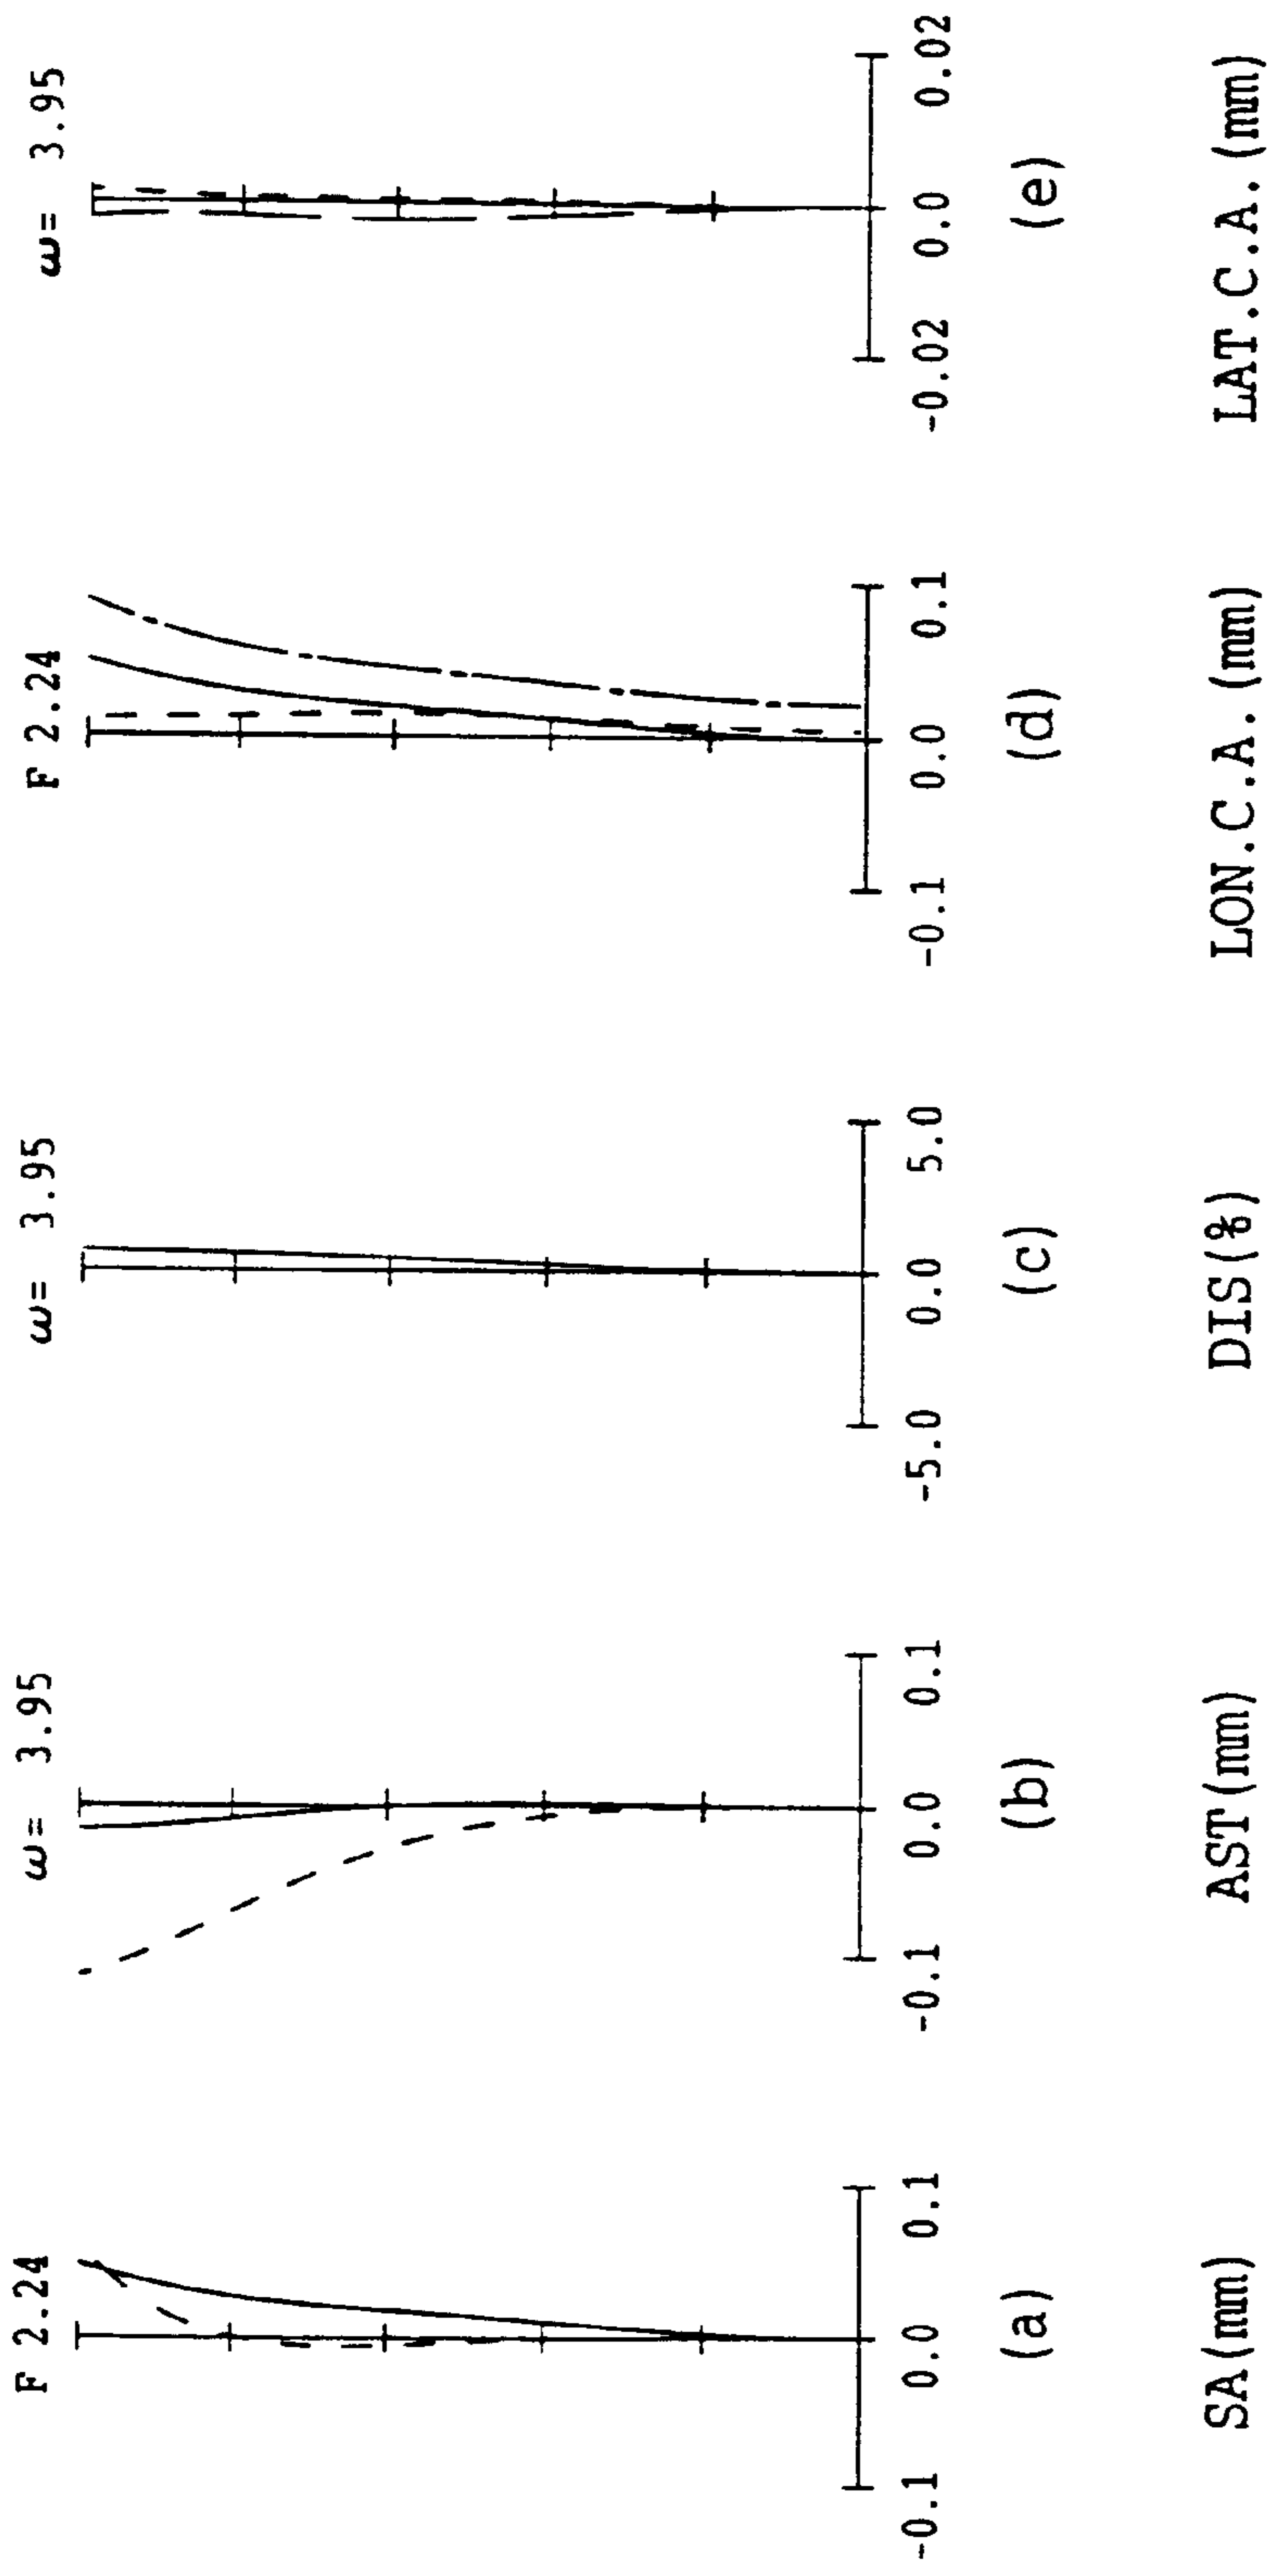 F 2.24
-0.1 0.0 0.1
(a)
SA(mm)
ω= 3.95
-0.1 0.0 0.1
(b)
AST(mm)
ω= 3.95
-5.0 0.0 5.0
(c)
DIS(%)
F 2.24
-0.1 0.0 0.1
(d)
LON.C.A.(mm)
ω= 3.95
-0.02 0.0 0.02
(e)
LAT.C.A.(mm)